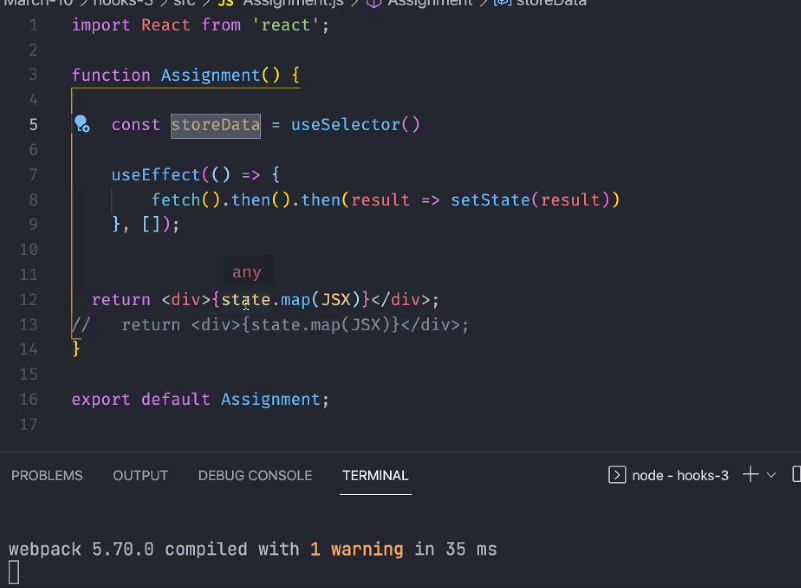 March-10 > hooks-3 > src > JS Assignment.js > Assignment > storeData
1 import React from 'react';
2
3 function Assignment() {
4
5 const storeData = useSelector()
6
7 useEffect(() => {
8 fetch().then().then(result => setState(result))
9 }, []);
10
11
any
12 return <div>{state.map(JSX)}</div>;
13 //   return <div>{state.map(JSX)}</div>;
14 }
15
16 export default Assignment;
17
PROBLEMS OUTPUT DEBUG CONSOLE TERMINAL node - hooks-3
webpack 5.70.0 compiled with 1 warning in 35 ms